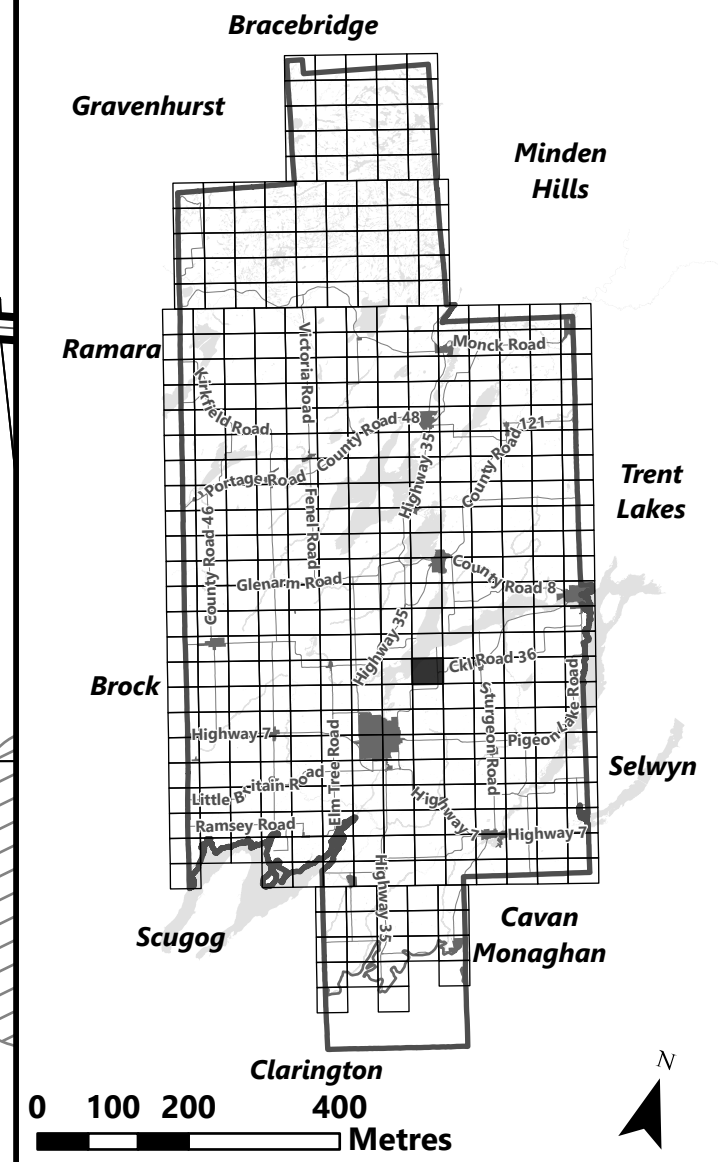 Bracebridge
Gravenhurst
Minden
Hills
Ramara
Victoria Road
Monck Road
Kirkfield Road
County Road 48
County Road 121
Highway 35
Portage Road
Trent
Lakes
Fenel Road
County Road 46
Glenarm Road
County Road 8
Highway 35
Ckl Road 36
Brock
Sturgeon Road
Pigeon Lake Road
Highway 7
Elm Tree Road
Selwyn
Little Britain Road
Highway 7
Ramsey Road
Highway 7
Highway 35
Scugog
Cavan
Monaghan
Clarington
N
0 100 200 400
Metres